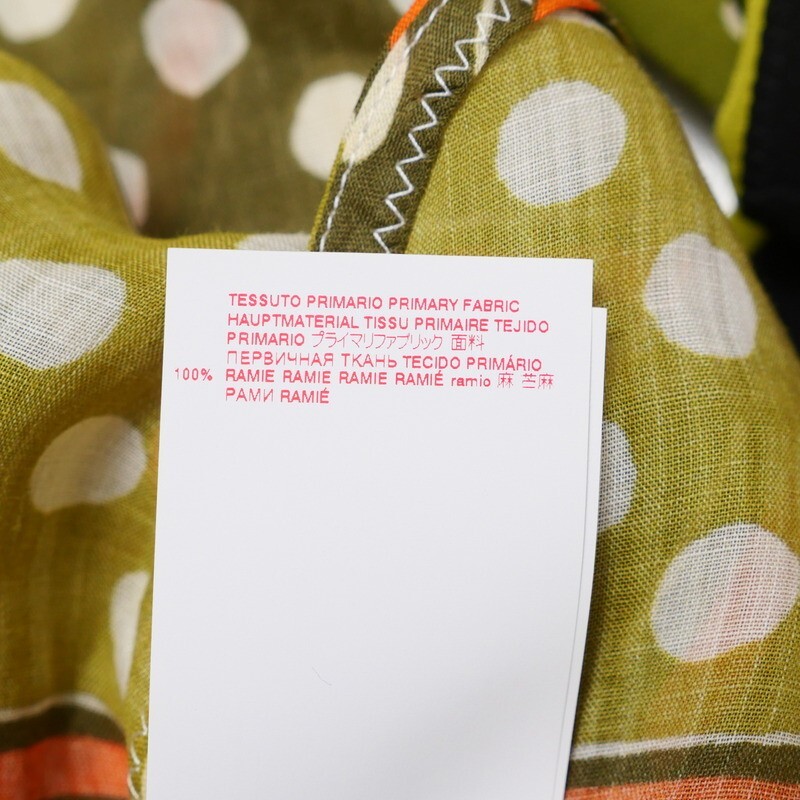 TESSUTO PRIMARIO PRIMARY FABRIC
HAUPTMATERIAL TISSU PRIMAIRE TEJIDO
PRIMARIO プライマリファブリック 面料
ПЕРВИЧНАЯ ТКАНЬ TECIDO PRIMÁRIO
100% RAMIE RAMIE RAMIE RAMIÉ ramio 麻 苎麻
РАМИ RAMIÉ